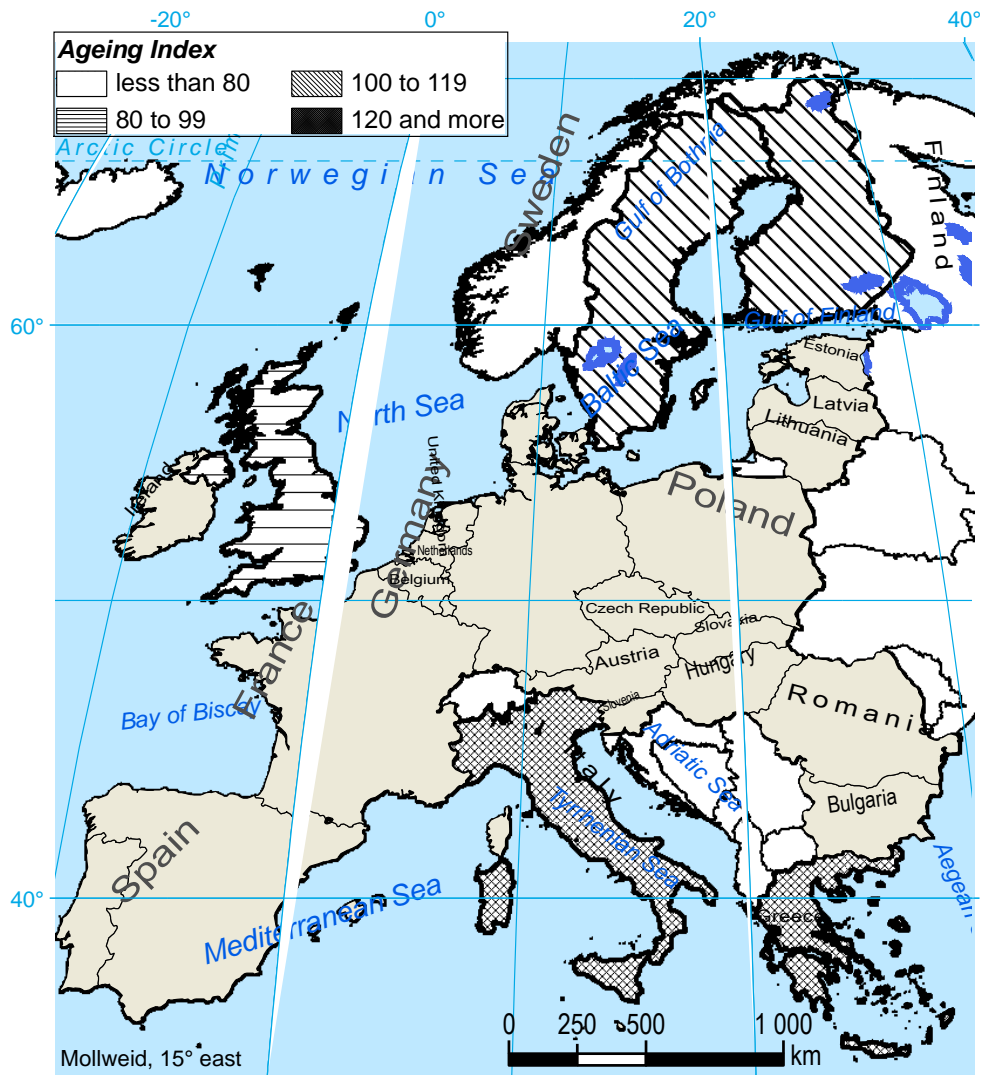 -20°
0°
20°
40°
Ageing Index
less than 80
100 to 119
80 to 99
120 and more
Arctic Circle
Norwegian Se
Sweden
Gulf of Bothnia
Finland
60°
Gulf of Finland
Baltic Sea
Estonia
Latvia
Lithuania
North Sea
United Kingdom
Ireland
Germany
Poland
Netherlands
Belgium
Czech Republic
Slovakia
France
Austria
Hungary
Slovenia
Romania
Bay of Biscay
Adriatic Sea
Italy
Bulgaria
Tyrrhenian Sea
Spain
Aegean
40°
Mediterranean Sea
Greece
0 250 500 1 000
km
Mollweid, 15° east